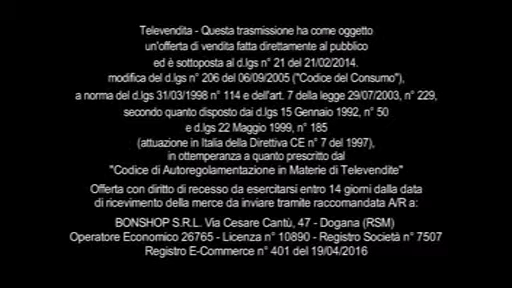 Televendita - Questa trasmissione ha come oggetto
un'offerta di vendita fatta direttamente al pubblico
ed è sottoposta al d.lgs n° 21 del 21/02/2014.
modifica del d.lgs n° 206 del 06/09/2005 ("Codice del Consumo"),
a norma del d.lgs 31/03/1998 n° 114 e dell'art. 7 della legge 29/07/2003, n° 229,
secondo quanto disposto dai d.lgs 15 Gennaio 1992, n° 50
e d.lgs 22 Maggio 1999, n° 185
(attuazione in Italia della Direttiva CE n° 7 del 1997),
in ottemperanza a quanto prescritto dal
"Codice di Autoregolamentazione in Materie di Televendite"
Offerta con diritto di recesso da esercitarsi entro 14 giorni dalla data
di ricevimento della merce da inviare tramite raccomandata A/R a:
BONSHOP S.R.L. Via Cesare Cantù, 47 - Dogana (RSM)
Operatore Economico 26765 - Licenza n° 10890 - Registro Società n° 7507
Registro E-Commerce n° 401 del 19/04/2016